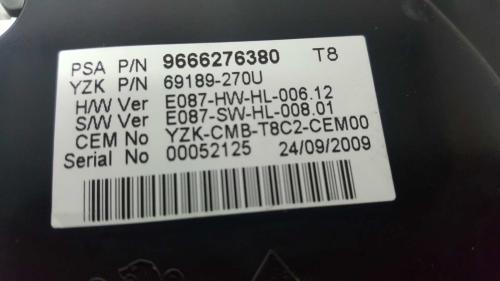 PSA P/N 9666276380 T8
YZK P/N 69189-270U
H/W Ver E087-HW-HL-006.12
S/W Ver E087-SW-HL-008.01
CEM No YZK-CMB-T8C2-CEM00
Serial No 00052125 24/09/2009